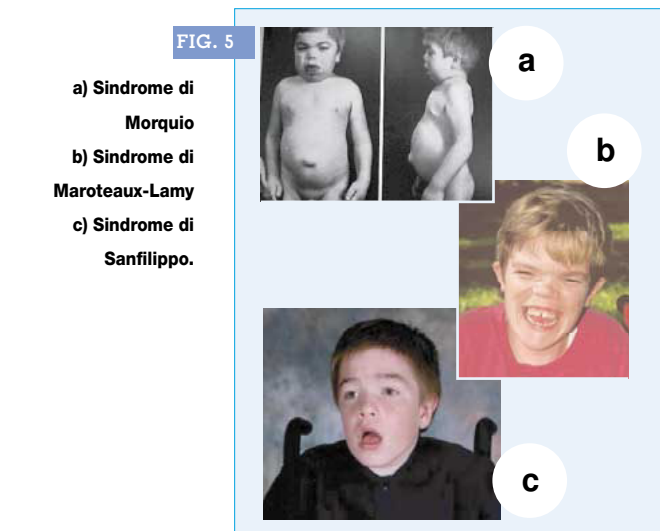 FIG. 5
a) Sindrome di
Morquio
b) Sindrome di
Maroteaux-Lamy
c) Sindrome di
Sanfilippo.
a
b
c